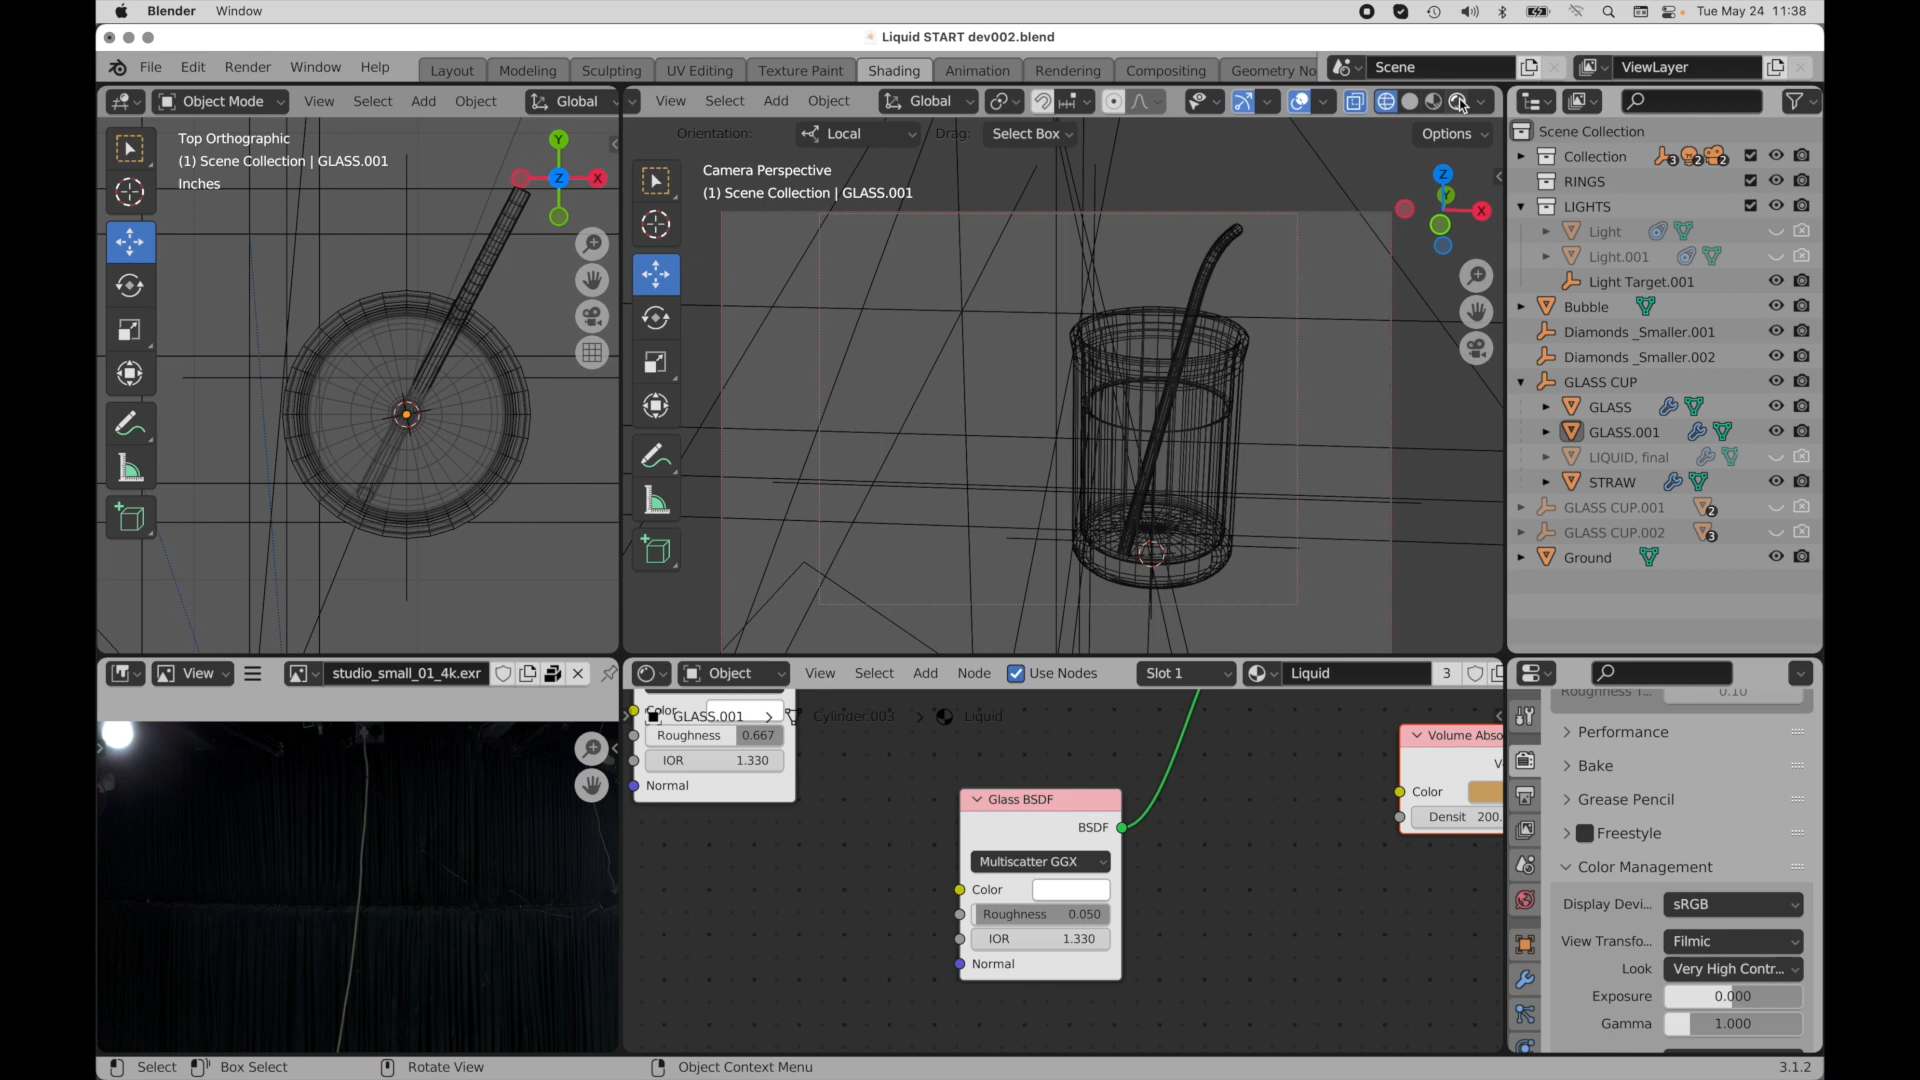 Blender Window Tue May 24 11:38
Liquid START dev002.blend
File Edit Render Window Help Layout Modeling Sculpting UV Editing Texture Paint Shading Animation Rendering Compositing Geometry No Scene ViewLayer
Object Mode View Select Add Object Global View Select Add Object Global
Orientation: Local Drag: Select Box Options
Top Orthographic
(1) Scene Collection | GLASS.001
Inches
Y
Z
X
Camera Perspective
(1) Scene Collection | GLASS.001
Z
Y
X
Scene Collection
Collection 3 2 2
RINGS
LIGHTS
Light
Light.001
Light Target.001
Bubble
Diamonds _Smaller.001
Diamonds _Smaller.002
GLASS CUP
GLASS
GLASS.001
LIQUID, final
STRAW
GLASS CUP.001 2
GLASS CUP.002 3
Ground
View studio_small_01_4k.exr
Object View Select Add Node Use Nodes Slot 1 Liquid 3
Color
GLASS.001 > Cylinder.003 > Liquid
Roughness 0.667
IOR 1.330
Normal
Glass BSDF
BSDF
Multiscatter GGX
Color
Roughness 0.050
IOR 1.330
Normal
Volume Abso
Color
Densit 200.
Roughness T... 0.10
Performance
Bake
Grease Pencil
Freestyle
Color Management
Display Devi... sRGB
View Transfo... Filmic
Look Very High Contr...
Exposure 0.000
Gamma 1.000
Select Box Select Rotate View Object Context Menu 3.1.2